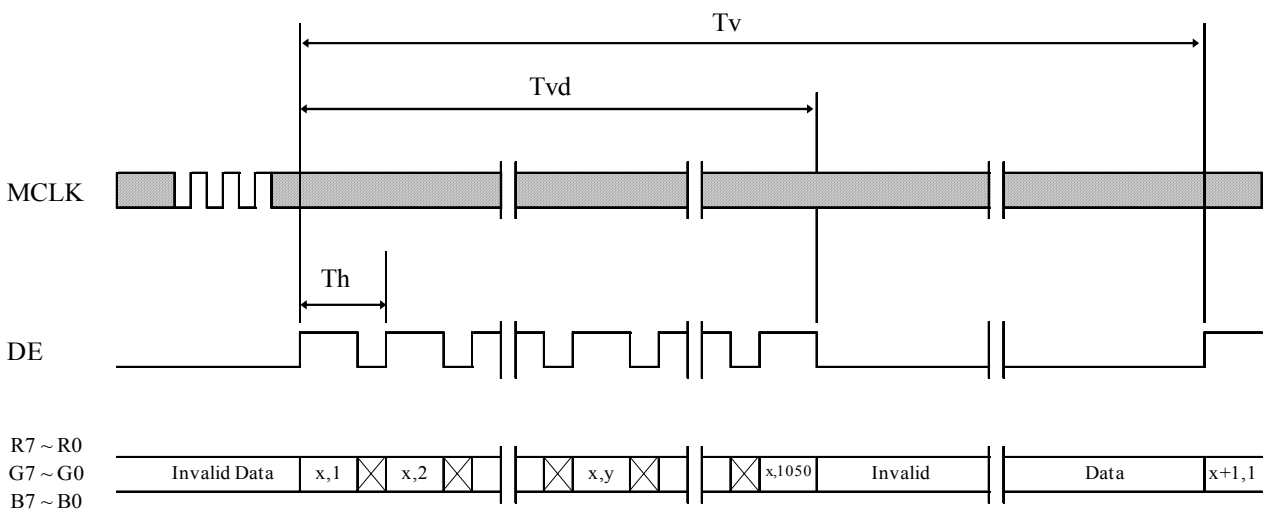 Tv
Tvd
MCLK
Th
DE
R7 ~ R0
G7 ~ G0
B7 ~ B0
Invalid Data x,1 x,2 x,y x,1050 Invalid Data x+1,1